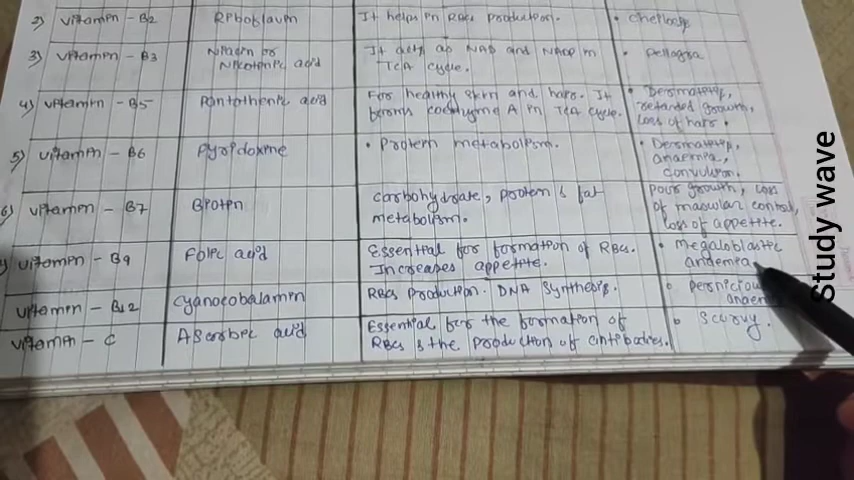 2) Vitamin - B2 Riboflavin It helps in RBCs production. • Cheilosis
3) Vitamin - B3 Niacin or It acts as NAD and NADP in • Pellagra
Nicotinic acid TCA cycle.
4) Vitamin - B5 Pantothenic acid For healthy skin and hair. It • Dermatitis,
forms coenzyme A in TCA cycle. retarded growth,
loss of hair.
5) Vitamin - B6 Pyridoxine • Protein metabolism. • Dermatitis,
anaemia,
convulsion.
6) Vitamin - B7 Biotin Carbohydrate, protein & fat Poor growth, loss
metabolism. of mascular control,
loss of appetite.
Vitamin - B9 Folic acid Essential for formation of RBCs. • Megaloblastic
Increases appetite. anaemia.
Vitamin - B12 Cyanocobalamin RBCs production. DNA synthesis. • Pernicious
Vitamin - C Ascorbic acid Essential for the formation of • Scurvy.
RBCs & the production of antibodies.
Study wave